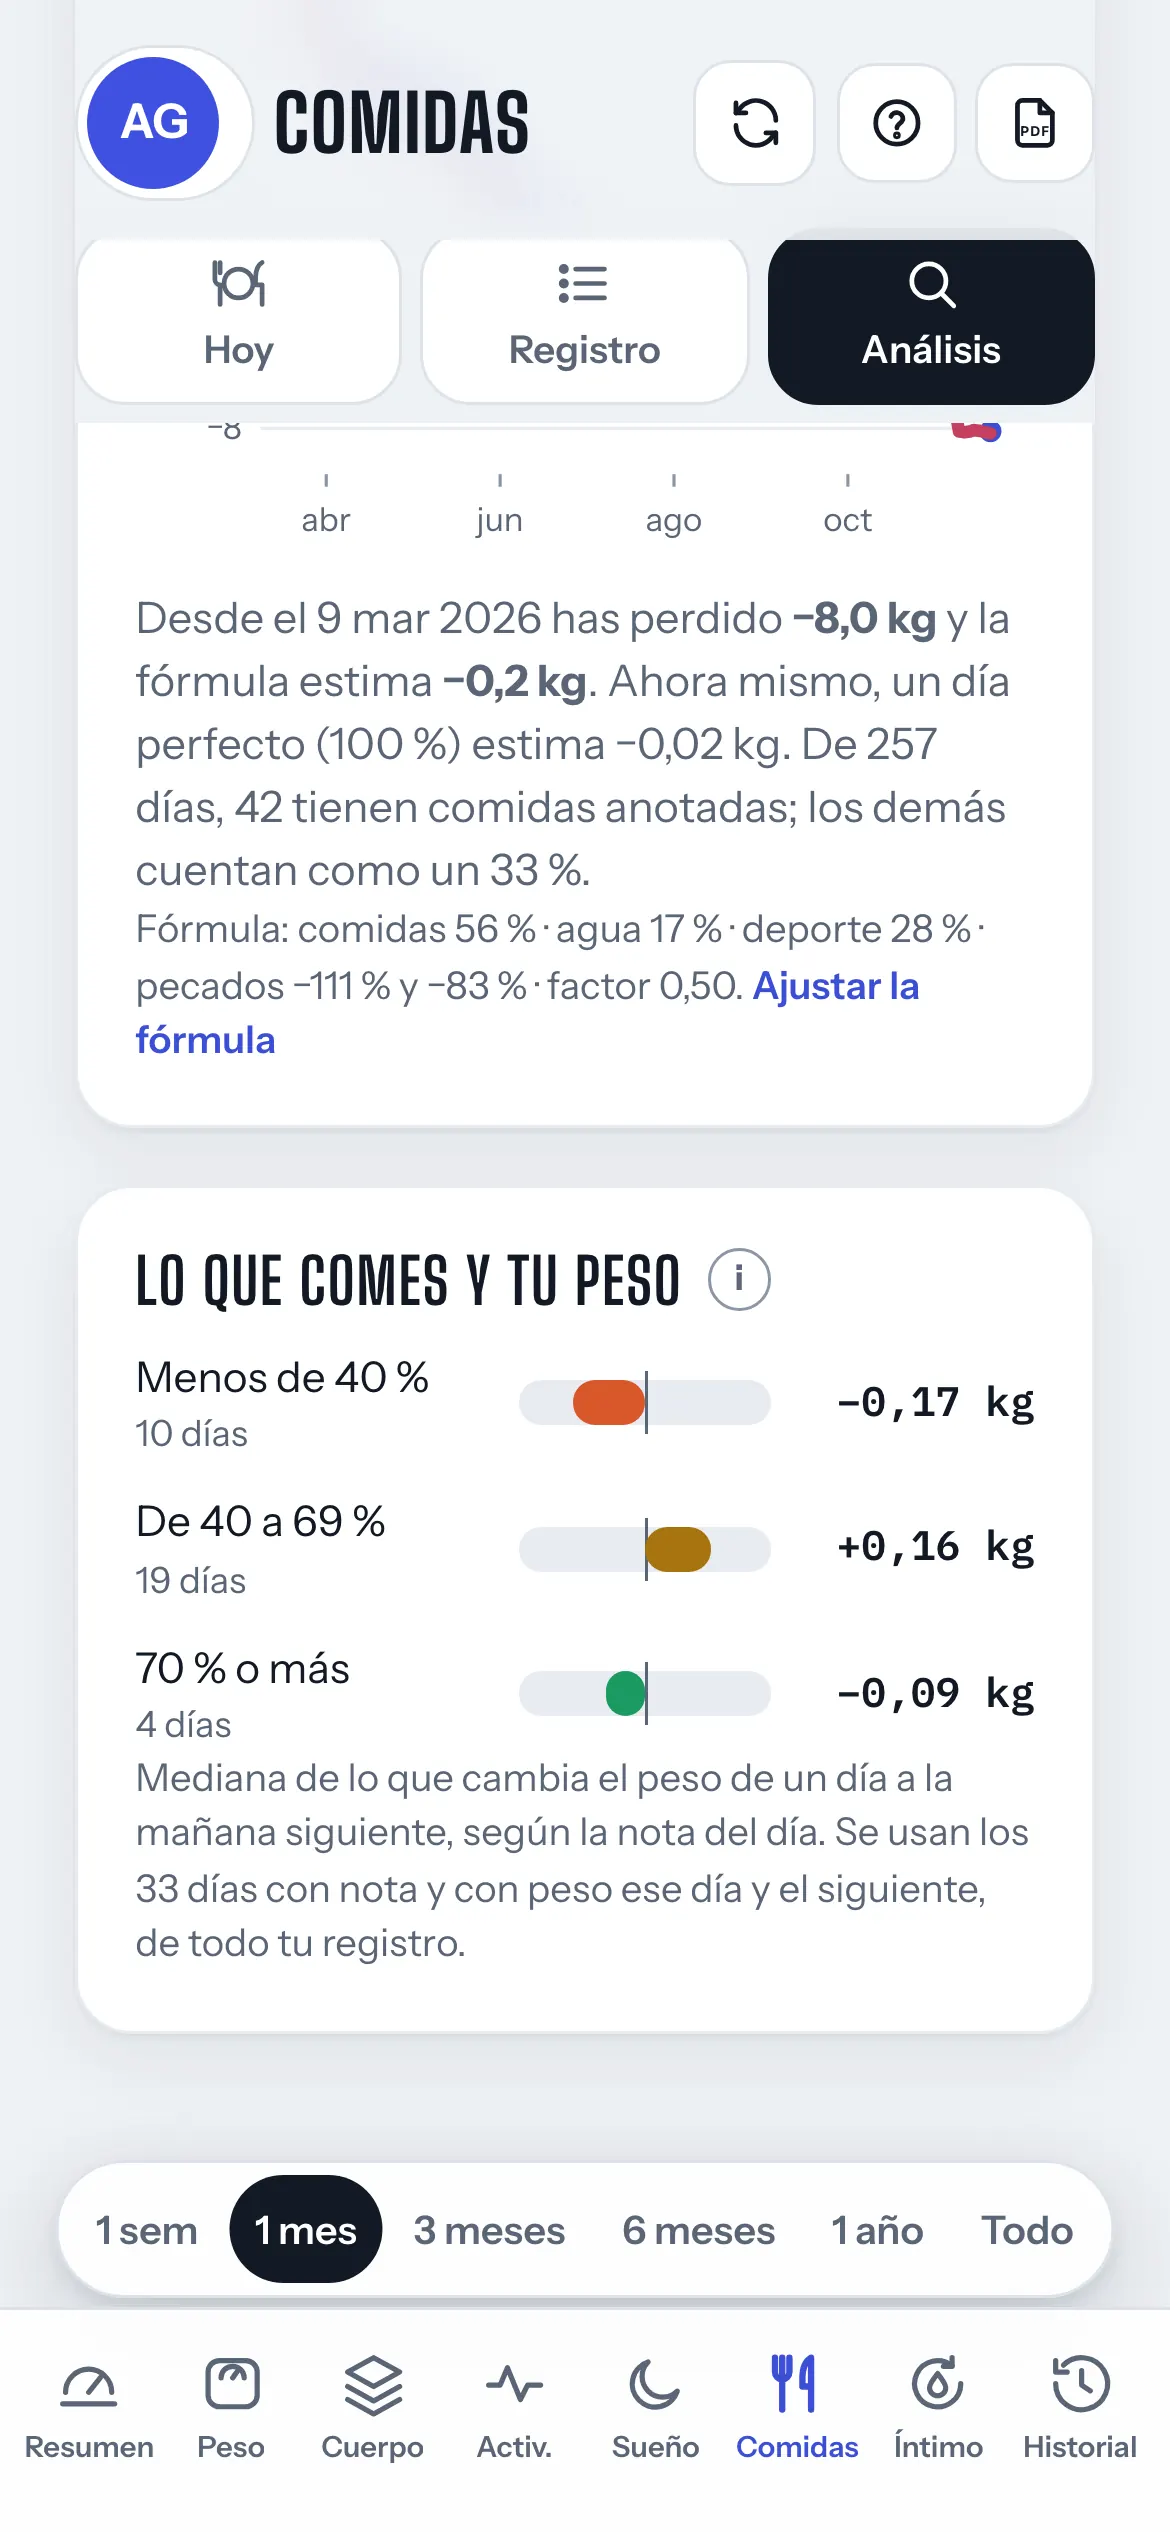 AG
COMIDAS
PDF
Hoy
Registro
Análisis
−8
abr
jun
ago
oct
Desde el 9 mar 2026 has perdido −8,0 kg y la
fórmula estima −0,2 kg. Ahora mismo, un día
perfecto (100 %) estima −0,02 kg. De 257
días, 42 tienen comidas anotadas; los demás
cuentan como un 33 %.
Fórmula: comidas 56 % · agua 17 % · deporte 28 % ·
pecados −111 % y −83 % · factor 0,50. Ajustar la
fórmula
LO QUE COMES Y TU PESO
i
Menos de 40 %
10 días
−0,17 kg
De 40 a 69 %
19 días
+0,16 kg
70 % o más
4 días
−0,09 kg
Mediana de lo que cambia el peso de un día a la
mañana siguiente, según la nota del día. Se usan los
33 días con nota y con peso ese día y el siguiente,
de todo tu registro.
1 sem
1 mes
3 meses
6 meses
1 año
Todo
Resumen
Peso
Cuerpo
Activ.
Sueño
Comidas
Íntimo
Historial